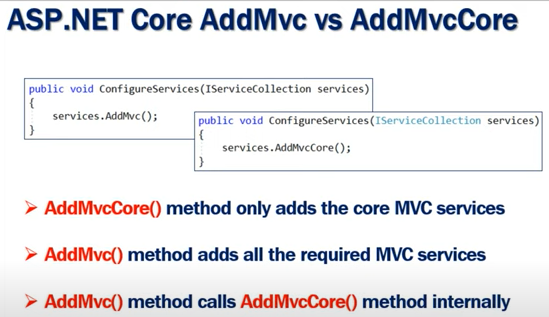 ASP.NET Core AddMvc vs AddMvcCore
public void ConfigureServices(IServiceCollection services)
{
services.AddMvc();
}
public void ConfigureServices(IServiceCollection services)
{
services.AddMvcCore();
}
➢ AddMvcCore() method only adds the core MVC services
➢ AddMvc() method adds all the required MVC services
➢ AddMvc() method calls AddMvcCore() method internally